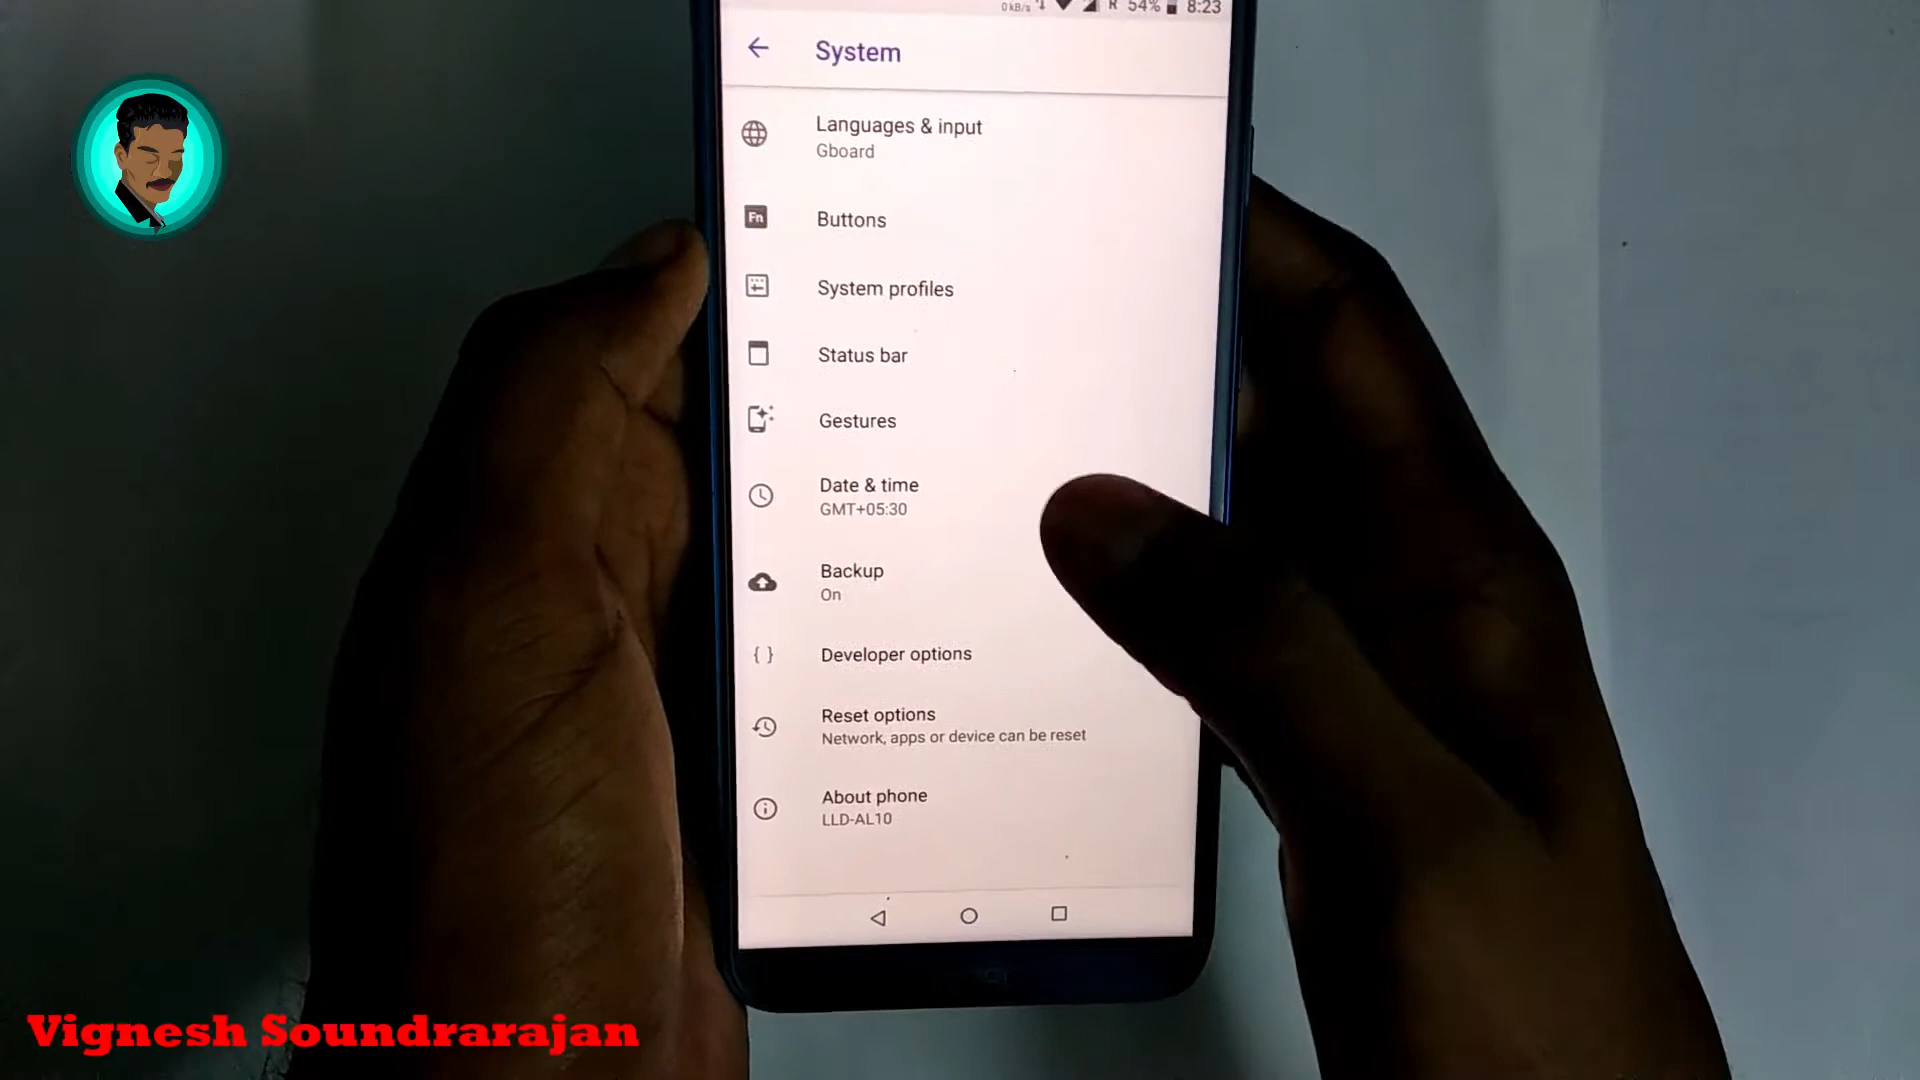 0 kB/s R 54% 8:23
System
Languages & input
Gboard
Fn
Buttons
System profiles
Status bar
Gestures
Date & time
GMT+05:30
Backup
On
{ }
Developer options
Reset options
Network, apps or device can be reset
About phone
LLD-AL10
Vignesh Soundrarajan